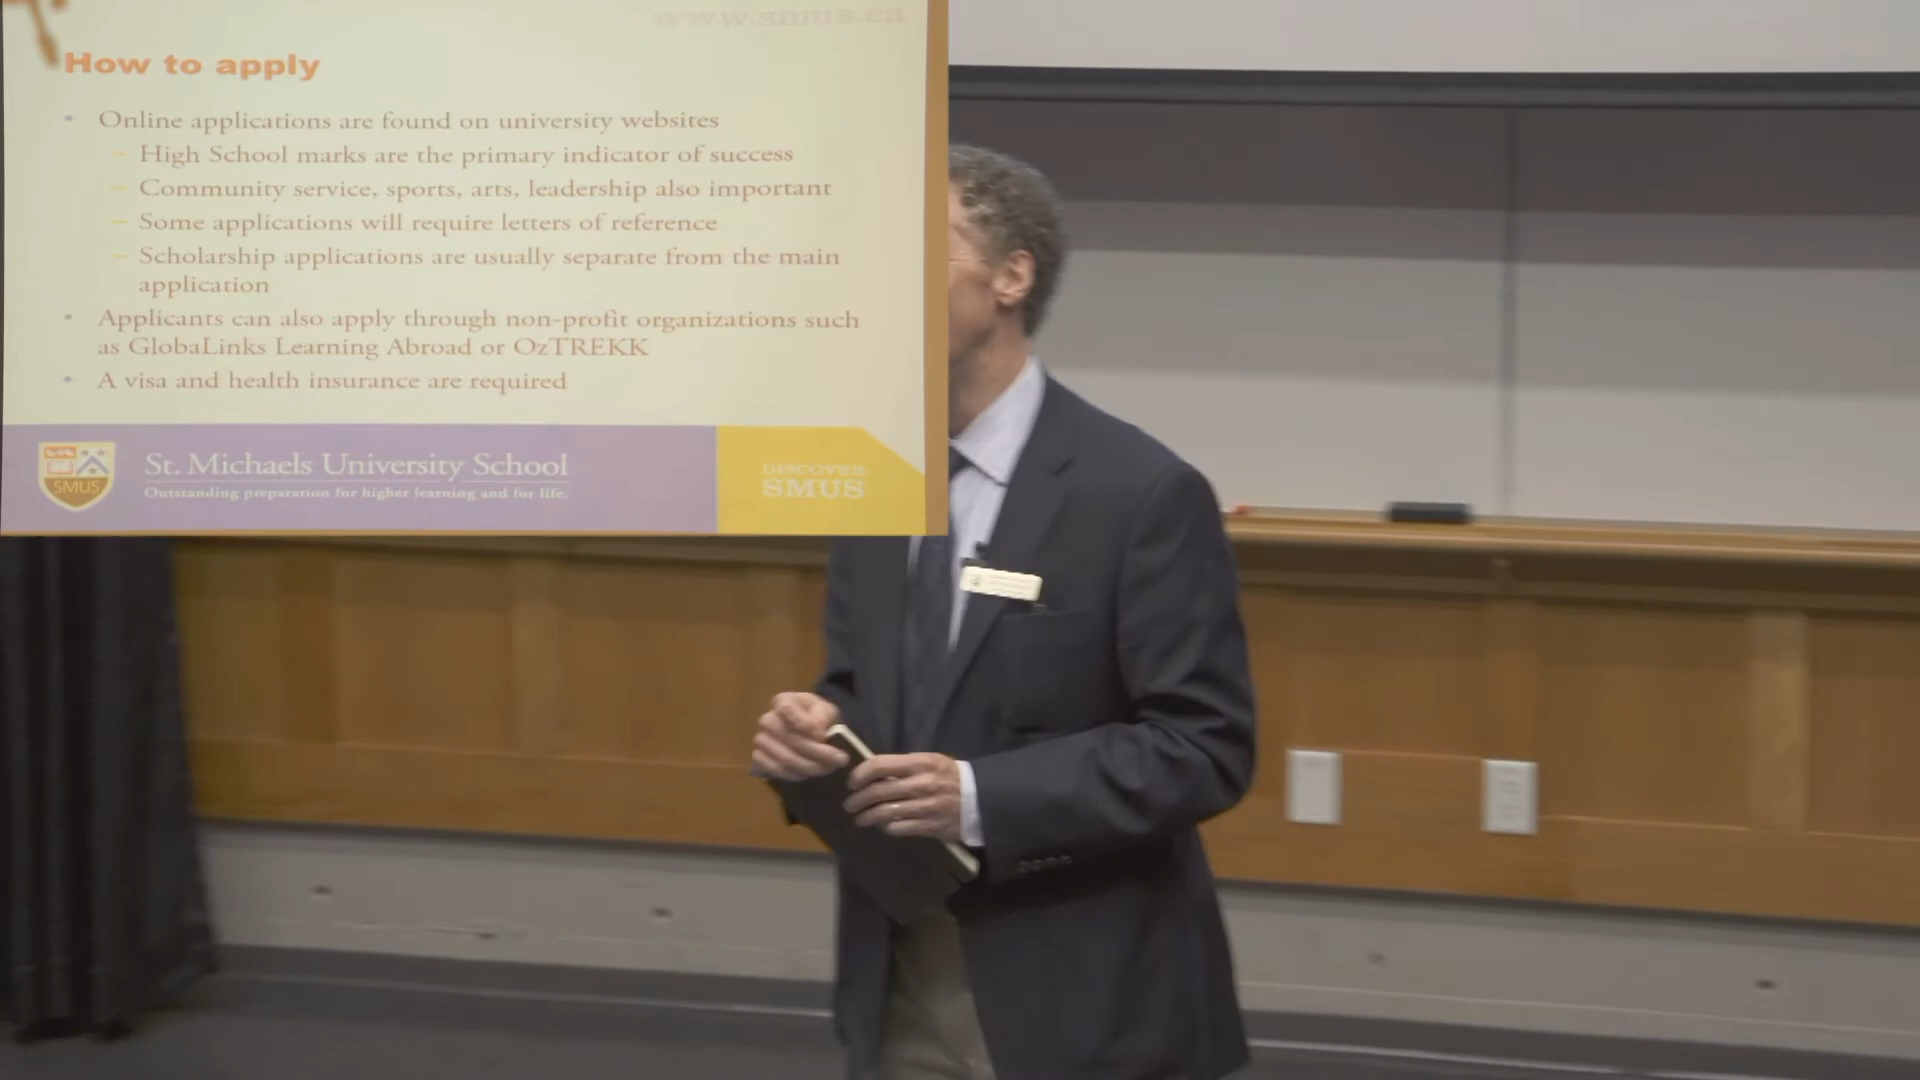 www.smus.ca
How to apply
• Online applications are found on university websites
– High School marks are the primary indicator of success
– Community service, sports, arts, leadership also important
– Some applications will require letters of reference
– Scholarship applications are usually separate from the main
application
• Applicants can also apply through non-profit organizations such
as GlobaLinks Learning Abroad or OzTREKK
• A visa and health insurance are required
SMUS
St. Michaels University School
Outstanding preparation for higher learning and for life.
DISCOVER
SMUS